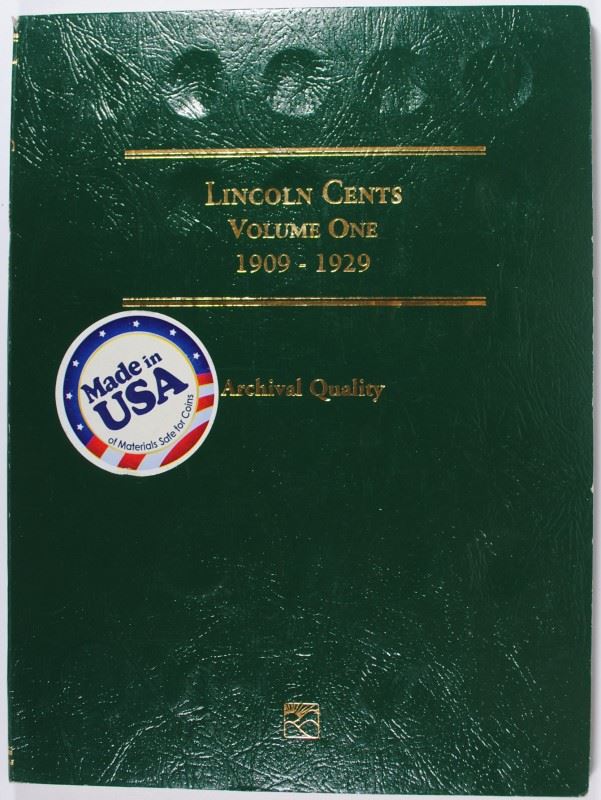 LINCOLN CENTS
VOLUME ONE
1909 - 1929
Archival Quality
Made in
USA
of Materials Safe for Coins